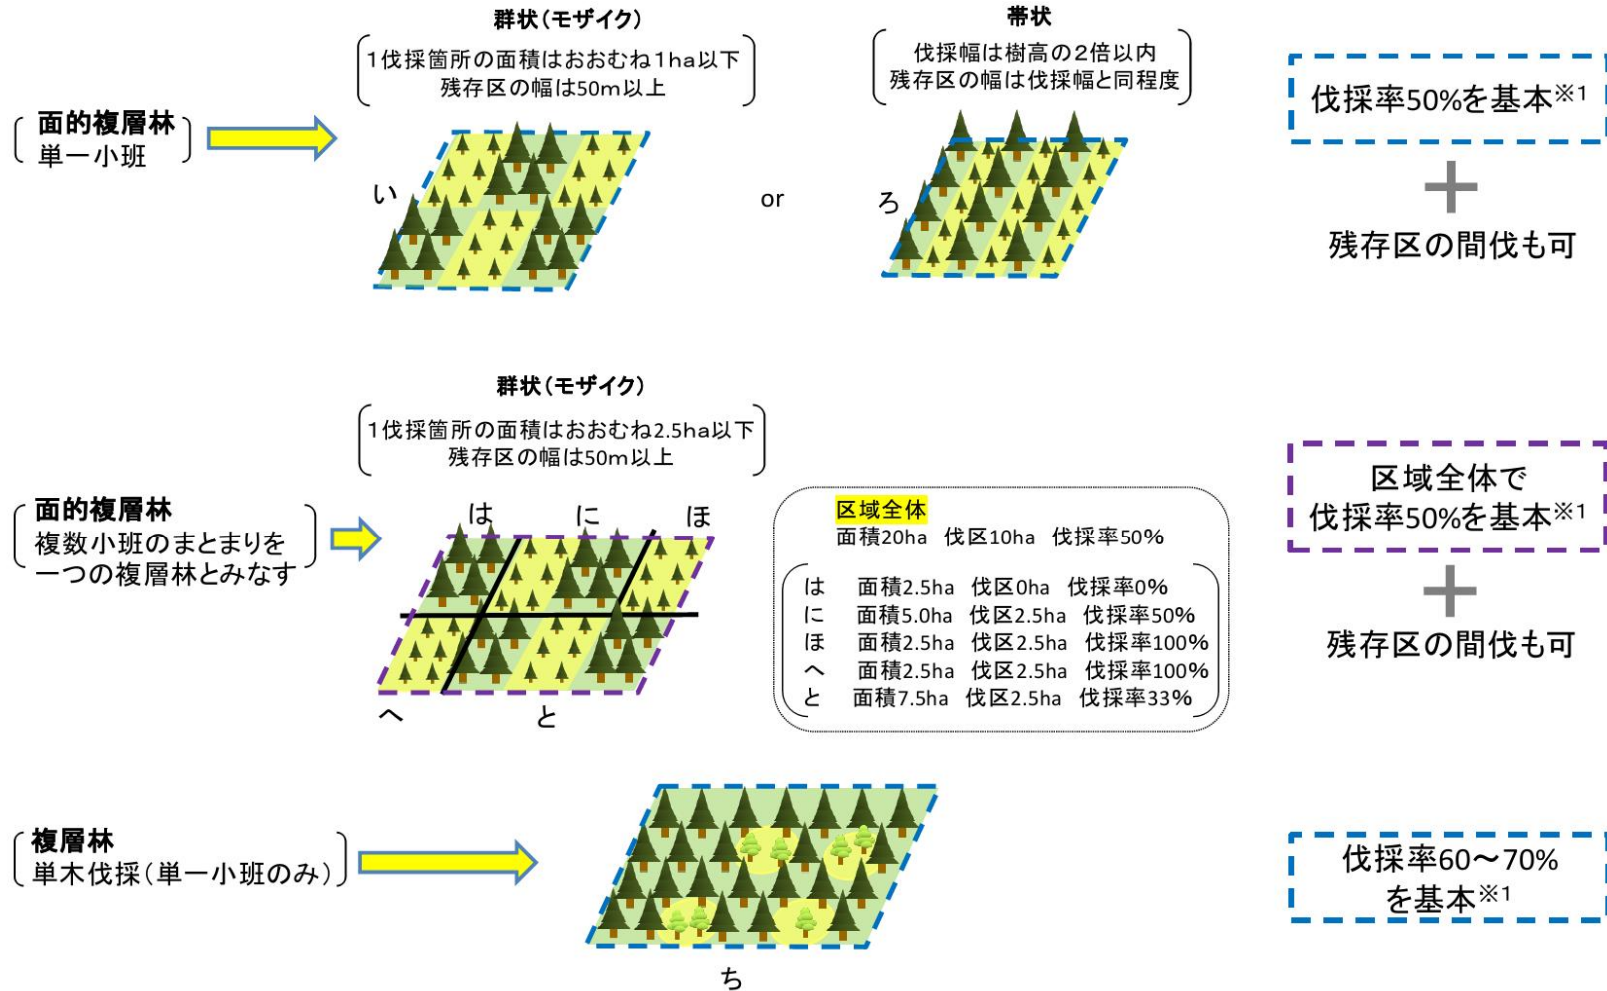 群状（モザイク）
1伐採箇所の面積はおおむね1ha以下
残存区の幅は50m以上
帯状
伐採幅は樹高の2倍以内
残存区の幅は伐採幅と同程度
面的複層林
単一小班
い
or
ろ
伐採率50%を基本※1
＋
残存区の間伐も可
群状（モザイク）
1伐採箇所の面積はおおむね2.5ha以下
残存区の幅は50m以上
面的複層林
複数小班のまとまりを
一つの複層林とみなす
は に ほ
へ と
区域全体
面積20ha 伐区10ha 伐採率50%
は 面積2.5ha 伐区0ha 伐採率0%
に 面積5.0ha 伐区2.5ha 伐採率50%
ほ 面積2.5ha 伐区2.5ha 伐採率100%
へ 面積2.5ha 伐区2.5ha 伐採率100%
と 面積7.5ha 伐区2.5ha 伐採率33%
区域全体で
伐採率50%を基本※1
＋
残存区の間伐も可
複層林
単木伐採（単一小班のみ）
ち
伐採率60～70%
を基本※1